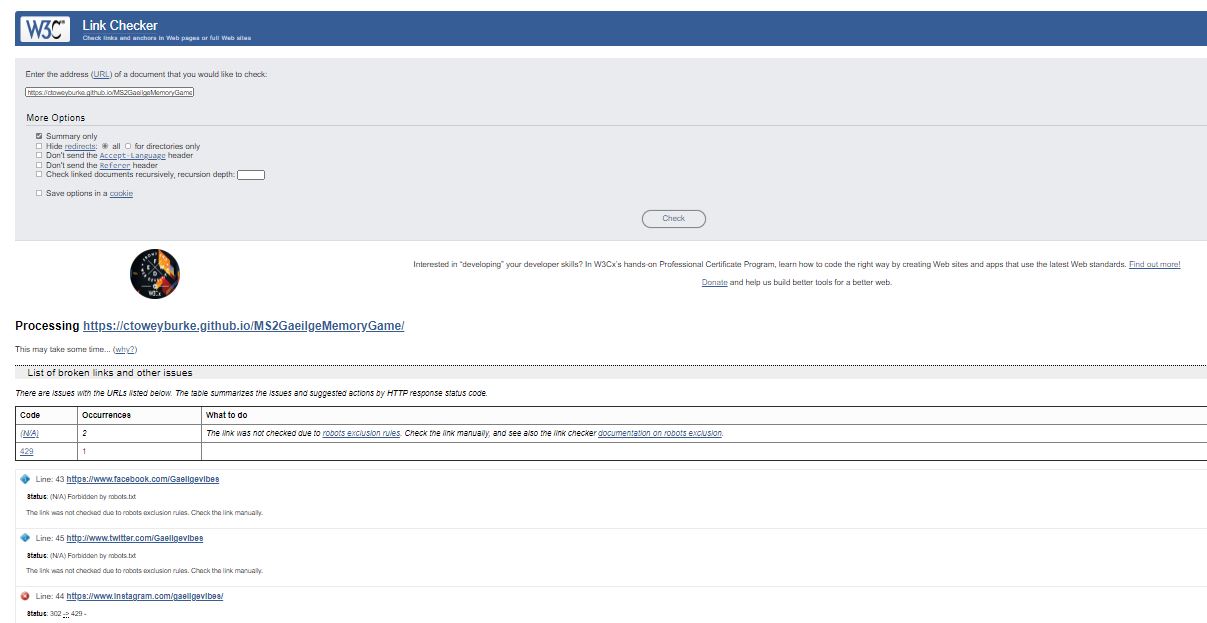 W3C®
Link Checker
Check links and anchors in Web pages or full Web sites
Enter the address (URL) of a document that you would like to check:
https://ctoweyburke.github.io/MS2GaeilgeMemoryGame
More Options
Summary only
Hide redirects: all for directories only
Don't send the Accept-Language header
Don't send the Referer header
Check linked documents recursively, recursion depth:
Save options in a cookie
Check
W3Cx
Interested in "developing" your developer skills? In W3Cx's hands-on Professional Certificate Program, learn how to code the right way by creating Web sites and apps that use the latest Web standards. Find out more!
Donate and help us build better tools for a better web.
Processing https://ctoweyburke.github.io/MS2GaeilgeMemoryGame/
This may take some time... (why?)
List of broken links and other issues
There are issues with the URLs listed below. The table summarizes the issues and suggested actions by HTTP response status code.
Code Occurrences What to do
(N/A) 2 The link was not checked due to robots exclusion rules. Check the link manually, and see also the link checker documentation on robots exclusion.
429 1
Line: 43 https://www.facebook.com/Gaeilgevibes
Status: (N/A) Forbidden by robots.txt
The link was not checked due to robots exclusion rules. Check the link manually.
Line: 45 http://www.twitter.com/Gaeilgevibes
Status: (N/A) Forbidden by robots.txt
The link was not checked due to robots exclusion rules. Check the link manually.
Line: 44 https://www.instagram.com/gaeilgevibes/
Status: 302 -> 429 -